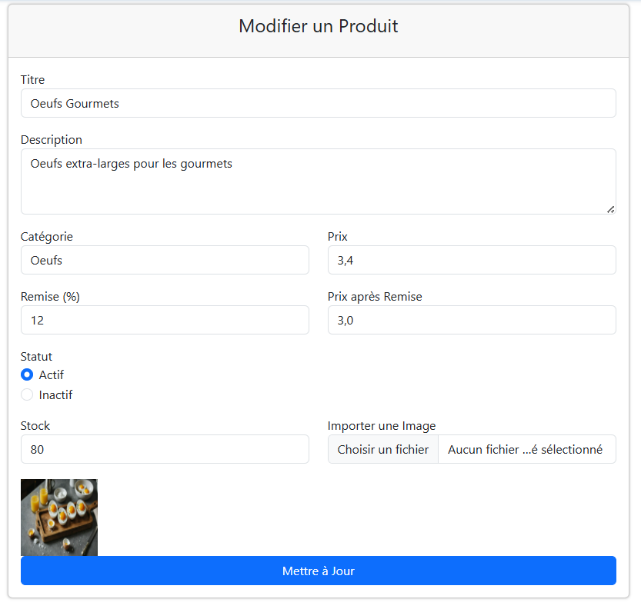 Modifier un Produit
Titre
Oeufs Gourmets
Description
Oeufs extra-larges pour les gourmets
Catégorie
Prix
Oeufs
3,4
Remise (%)
Prix après Remise
12
3,0
Statut
Actif
Inactif
Stock
Importer une Image
80
Choisir un fichier Aucun fichier ...é sélectionné
Mettre à Jour